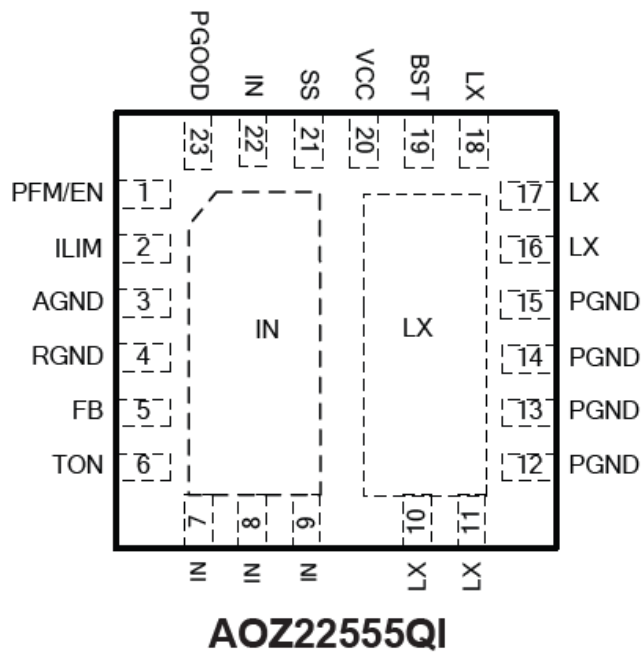 PGOOD IN SS VCC BST LX
23 22 21 20 19 18
PFM/EN 1 17 LX
ILIM 2 16 LX
AGND 3 15 PGND
RGND 4 14 PGND
IN LX
FB 5 13 PGND
TON 6 12 PGND
7 8 9 10 11
IN IN IN LX LX
AOZ22555QI